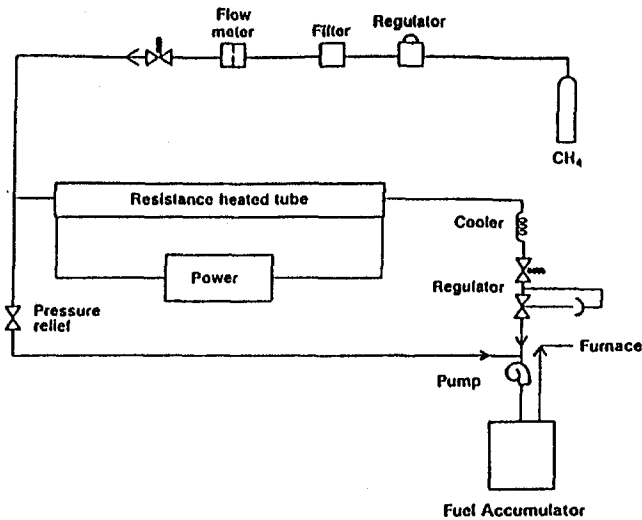 Flow
meter
Filter
Regulator
CH4
Resistance heated tube
Cooler
Power
Regulator
Pressure
relief
Pump
Furnace
Fuel Accumulator